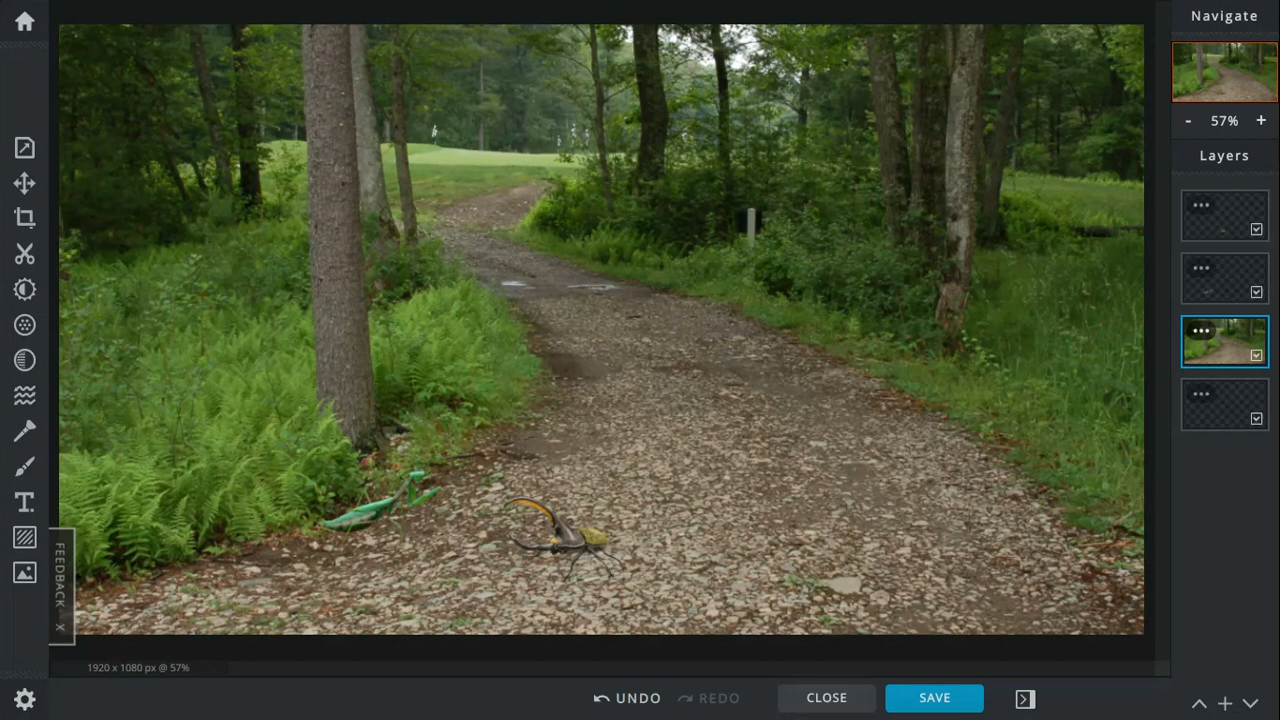 Navigate
- 57% +
Layers
FEEDBACK X
1920 x 1080 px @ 57%
UNDO
REDO
CLOSE
SAVE